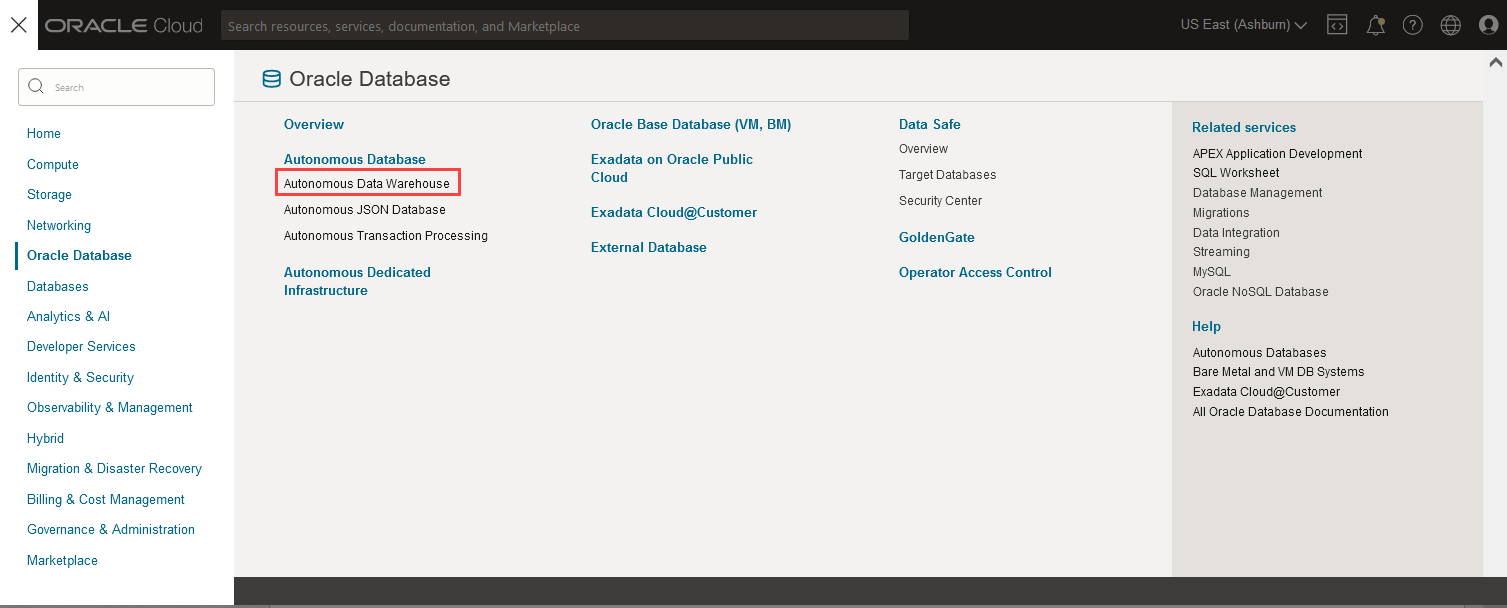 ORACLE Cloud
Search resources, services, documentation, and Marketplace
US East (Ashburn)
Search
Home
Compute
Storage
Networking
Oracle Database
Databases
Analytics & AI
Developer Services
Identity & Security
Observability & Management
Hybrid
Migration & Disaster Recovery
Billing & Cost Management
Governance & Administration
Marketplace
Oracle Database
Overview
Autonomous Database
Autonomous Data Warehouse
Autonomous JSON Database
Autonomous Transaction Processing
Autonomous Dedicated
Infrastructure
Oracle Base Database (VM, BM)
Exadata on Oracle Public
Cloud
Exadata Cloud@Customer
External Database
Data Safe
Overview
Target Databases
Security Center
GoldenGate
Operator Access Control
Related services
APEX Application Development
SQL Worksheet
Database Management
Migrations
Data Integration
Streaming
MySQL
Oracle NoSQL Database
Help
Autonomous Databases
Bare Metal and VM DB Systems
Exadata Cloud@Customer
All Oracle Database Documentation